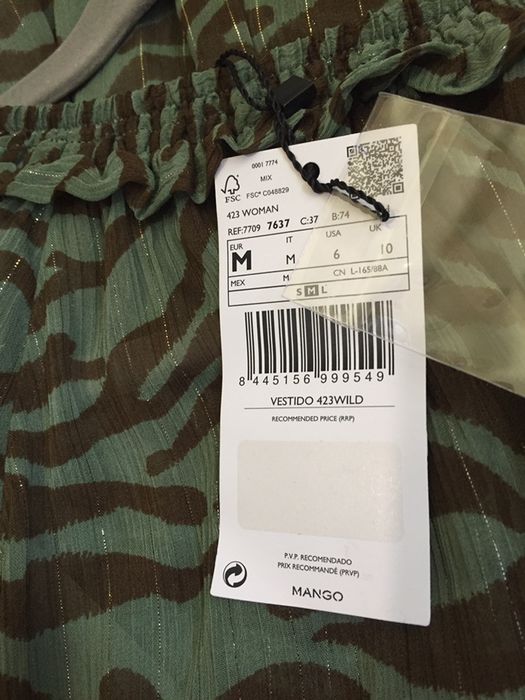 0001 7774
MIX
FSC® C048829
FSC
423 WOMAN
REF:7709 7637 C:37 B:74
EUR IT USA UK
M M 6 10
MEX M CN L-165/88A
S M L
8 445156 999549
VESTIDO 423WILD
RECOMMENDED PRICE (RRP)
P.V.P. RECOMENDADO
PRIX RECOMMANDÉ (PRVP)
MANGO